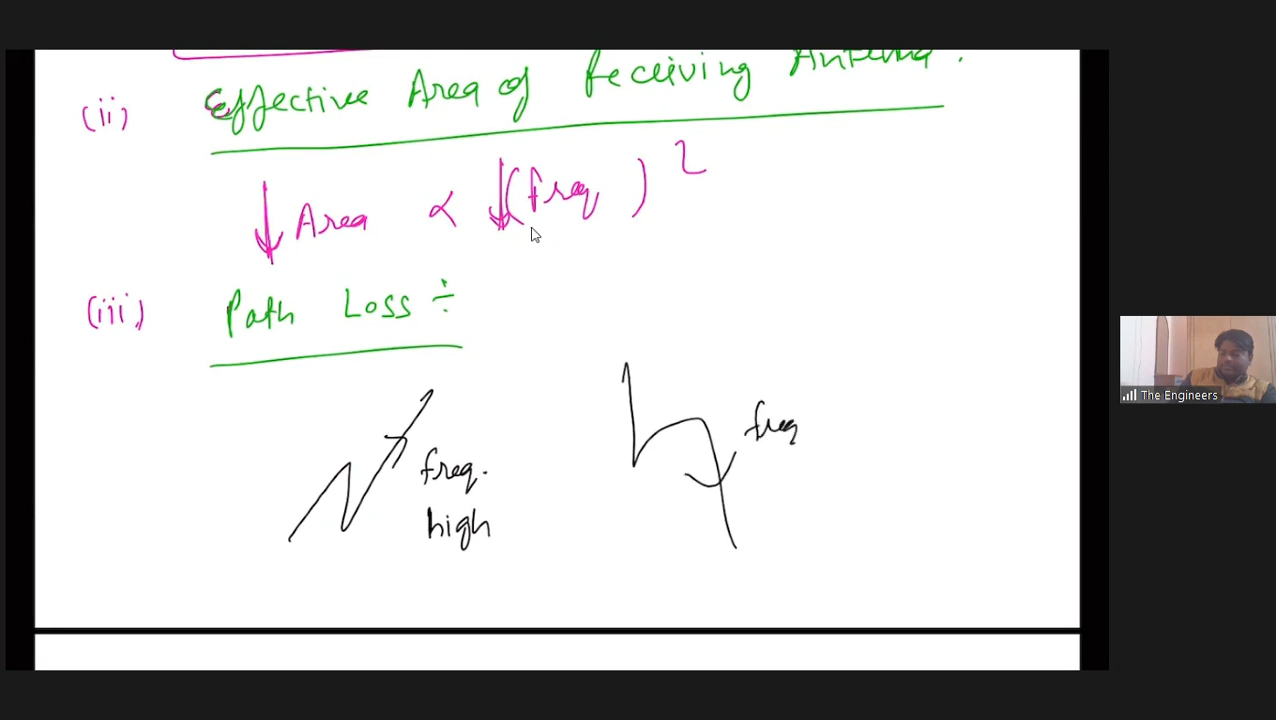 (ii) Effective Area of Receiving Antenna.
↓ Area ∝ ↓(freq)²
(iii) Path Loss ÷
freq.
high
freq
The Engineers